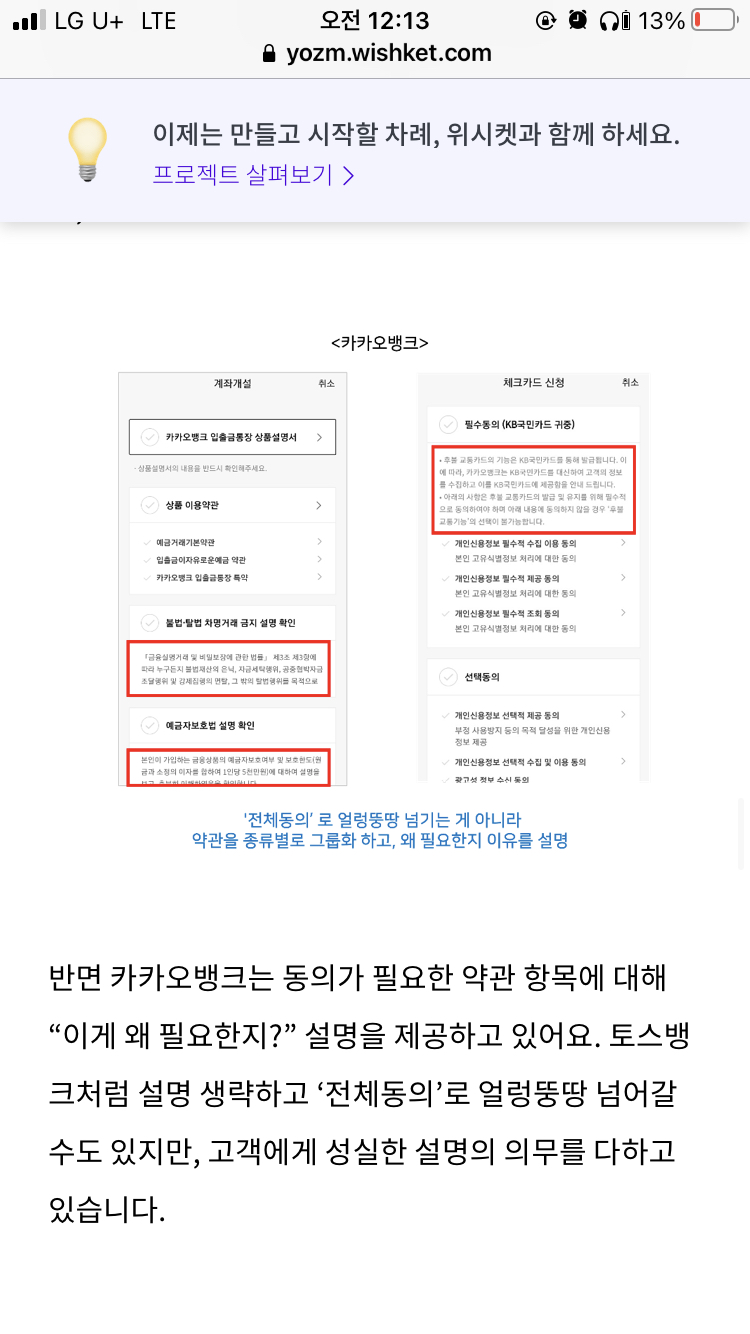 LG U+ LTE 오전 12:13 13%
yozm.wishket.com
이제는 만들고 시작할 차례, 위시켓과 함께 하세요.
프로젝트 살펴보기 >
<카카오뱅크>
계좌개설 취소
카카오뱅크 입출금통장 상품설명서 >
· 상품설명서의 내용을 반드시 확인해주세요.
상품 이용약관 >
예금거래기본약관 >
입출금이자유로운예금 약관 >
카카오뱅크 입출금통장 특약 >
불법·탈법 차명거래 금지 설명 확인
「금융실명거래 및 비밀보장에 관한 법률」 제3조 제3항에
따라 누구든지 불법재산의 은닉, 자금세탁행위, 공중협박자금
조달행위 및 강제집행의 면탈, 그 밖의 탈법행위를 목적으로
예금자보호법 설명 확인
본인이 가입하는 금융상품의 예금자보호여부 및 보호한도(원
금과 소정의 이자를 합하여 1인당 5천만원)에 대하여 설명을
체크카드 신청 취소
필수동의 (KB국민카드 귀중)
• 후불 교통카드의 기능은 KB국민카드를 통해 발급됩니다. 이
에 따라, 카카오뱅크는 KB국민카드를 대신하여 고객의 정보
를 수집하고 이를 KB국민카드에 제공함을 안내 드립니다.
• 아래의 사항은 후불 교통카드의 발급 및 유지를 위해 필수적
으로 동의하여야 하며 아래 내용에 동의하지 않을 경우 '후불
교통기능'의 선택이 불가능합니다.
개인신용정보 필수적 수집 이용 동의 >
본인 고유식별정보 처리에 대한 동의
개인신용정보 필수적 제공 동의 >
본인 고유식별정보 처리에 대한 동의
개인신용정보 필수적 조회 동의 >
본인 고유식별정보 처리에 대한 동의
선택동의
개인신용정보 선택적 제공 동의 >
부정 사용방지 등의 목적 달성을 위한 개인신용
정보 제공
개인신용정보 선택적 수집 및 이용 동의 >
광고성 정보 수신 동의
'전체동의' 로 얼렁뚱땅 넘기는 게 아니라
약관을 종류별로 그룹화 하고, 왜 필요한지 이유를 설명
반면 카카오뱅크는 동의가 필요한 약관 항목에 대해
“이게 왜 필요한지?” 설명을 제공하고 있어요. 토스뱅
크처럼 설명 생략하고 ‘전체동의’로 얼렁뚱땅 넘어갈
수도 있지만, 고객에게 성실한 설명의 의무를 다하고
있습니다.